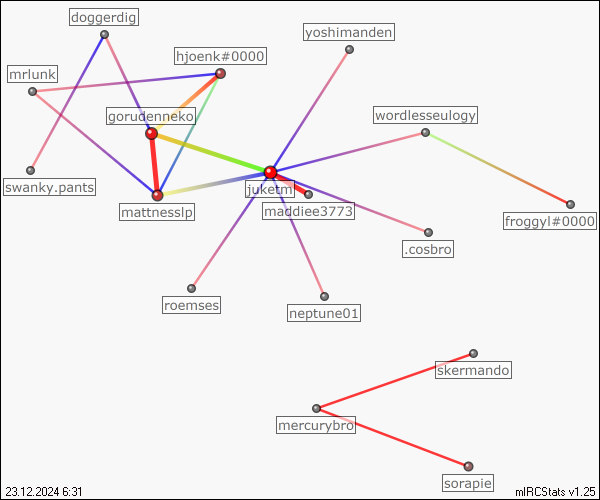 doggerdig
yoshimanden
hjoenk#0000
mrlunk
gorudenneko
wordlesseulogy
swanky.pants
juketm
mattnesslp
maddiee3773
froggyl#0000
.cosbro
roemses
neptune01
skermando
mercurybro
sorapie
23.12.2024 6:31
mIRCStats v1.25